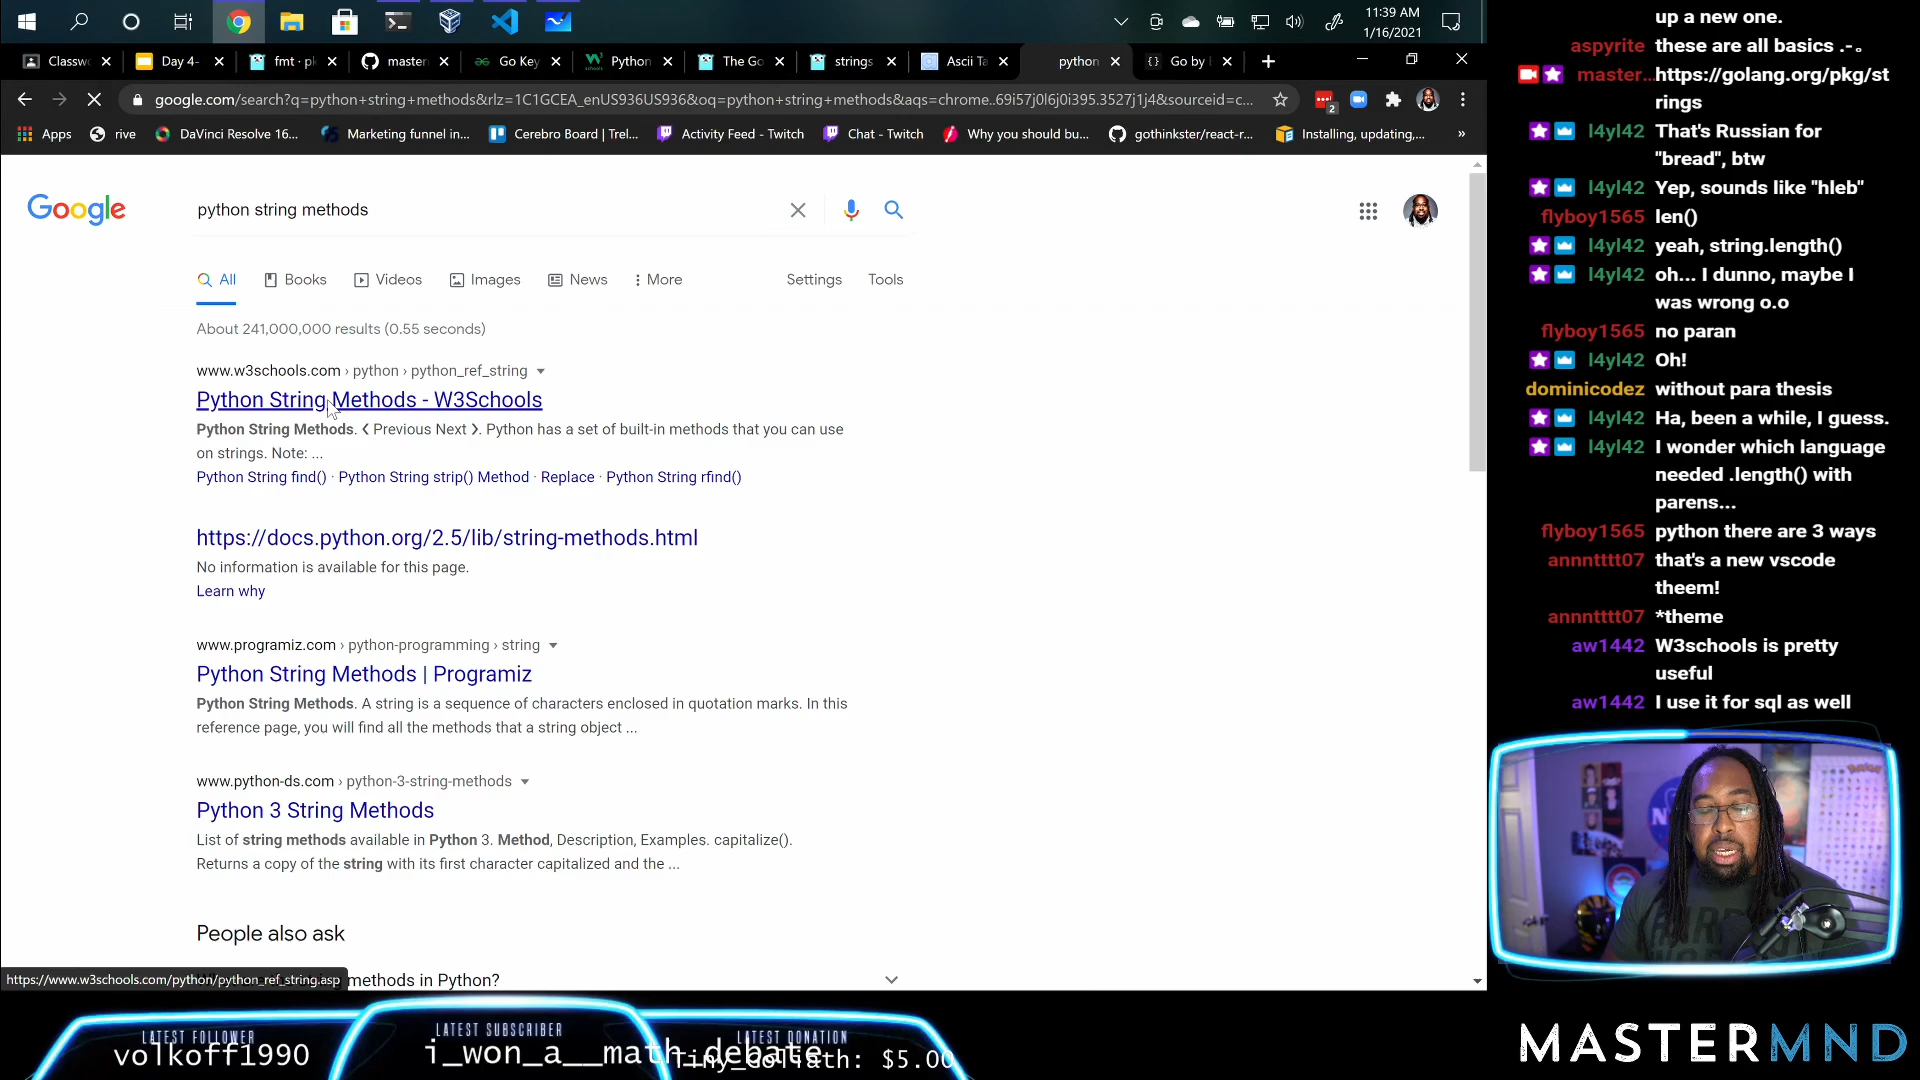 11:39 AM
1/16/2021
Classw
Day 4-
fmt · pk
master
Go Key
Python
The Go
strings
Ascii Ta
python
Go by
google.com/search?q=python+string+methods&rlz=1C1GCEA_enUS936US936&oq=python+string+methods&aqs=chrome..69i57j0l6j0i395.3527j1j4&sourceid=c...
2
Apps
rive
DaVinci Resolve 16...
Marketing funnel in...
Cerebro Board | Trel...
Activity Feed - Twitch
Chat - Twitch
Why you should bu...
gothinkster/react-r...
Installing, updating,...
»
Google
python string methods
All
Books
Videos
Images
News
More
Settings
Tools
About 241,000,000 results (0.55 seconds)
www.w3schools.com › python › python_ref_string
Python String Methods - W3Schools
Python String Methods. ❮ Previous Next ❯. Python has a set of built-in methods that you can use
on strings. Note: ...
Python String find() · Python String strip() Method · Replace · Python String rfind()
https://docs.python.org/2.5/lib/string-methods.html
No information is available for this page.
Learn why
www.programiz.com › python-programming › string
Python String Methods | Programiz
Python String Methods. A string is a sequence of characters enclosed in quotation marks. In this
reference page, you will find all the methods that a string object ...
www.python-ds.com › python-3-string-methods
Python 3 String Methods
List of string methods available in Python 3. Method, Description, Examples. capitalize().
Returns a copy of the string with its first character capitalized and the ...
People also ask
methods in Python?
https://www.w3schools.com/python/python_ref_string.asp
up a new one.
aspyrite these are all basics .-。
master... https://golang.org/pkg/st
rings
l4yl42 That's Russian for
"bread", btw
l4yl42 Yep, sounds like "hleb"
flyboy1565 len()
l4yl42 yeah, string.length()
l4yl42 oh... I dunno, maybe I
was wrong o.o
flyboy1565 no paran
l4yl42 Oh!
dominicodez without para thesis
l4yl42 Ha, been a while, I guess.
l4yl42 I wonder which language
needed .length() with
parens...
flyboy1565 python there are 3 ways
annntttt07 that's a new vscode
theem!
annntttt07 *theme
aw1442 W3schools is pretty
useful
aw1442 I use it for sql as well
LATEST FOLLOWER
volkoff1990
LATEST SUBSCRIBER
i_won_a__math_debate
LATEST DONATION
Tiny_Goliath: $5.00
MASTERMND